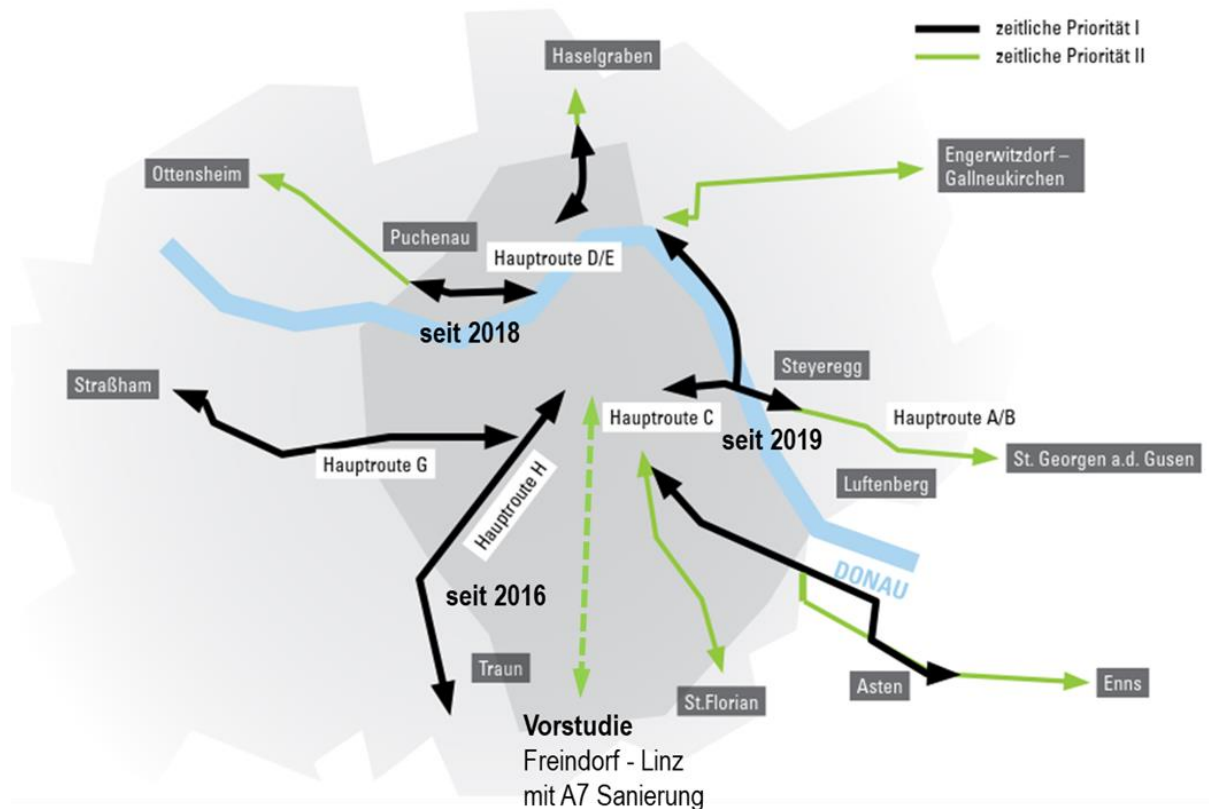 zeitliche Priorität I
zeitliche Priorität II
Haselgraben
Engerwitzdorf –
Gallneukirchen
Ottensheim
Puchenau
Hauptroute D/E
seit 2018
Straßham
Steyeregg
Hauptroute C
Hauptroute A/B
seit 2019
Hauptroute G
St. Georgen a.d. Gusen
Luftenberg
Hauptroute H
DONAU
seit 2016
Traun
St.Florian
Asten
Enns
Vorstudie
Freindorf - Linz
mit A7 Sanierung